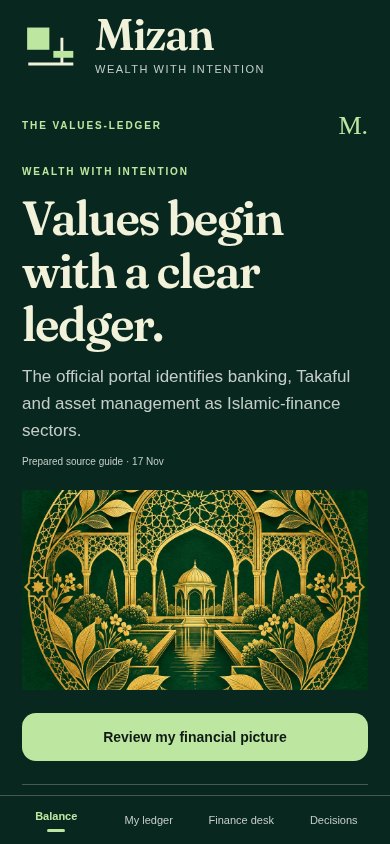 Mizan
WEALTH WITH INTENTION
THE VALUES-LEDGER
M.
WEALTH WITH INTENTION
Values begin
with a clear
ledger.
The official portal identifies banking, Takaful
and asset management as Islamic-finance
sectors.
Prepared source guide · 17 Nov
Review my financial picture
Balance
My ledger
Finance desk
Decisions